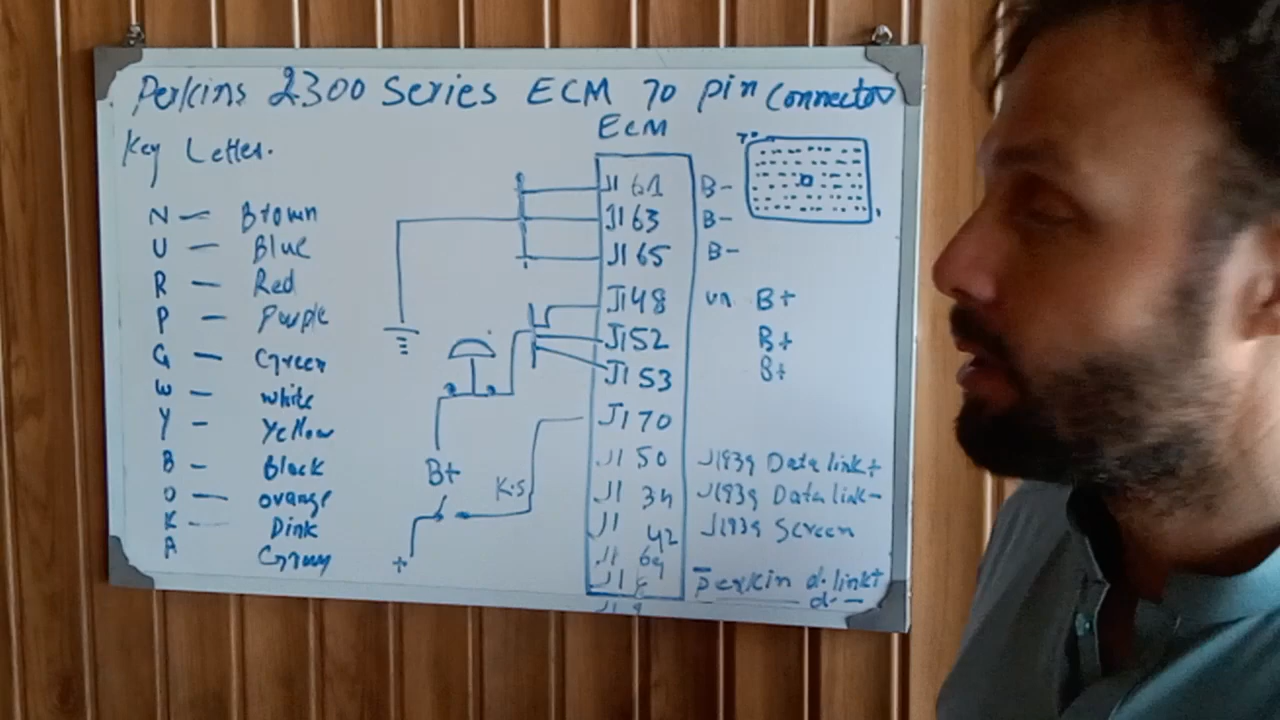 Perkins 2300 Series ECM 70 pin Connector
Key Letter.
N — Brown
U — Blue
R — Red
P — Purple
G — Green
W — white
Y — Yellow
B — Black
O — orange
K — Pink
A
ECM
J1 61 B-
J1 63 B-
J1 65 B-
J1 48 B+
J1 52 B+
J1 53 B+
J1 70
J1 50 J1939 Data link+
J1 34 J1939 Data link-
J1 42 J1939 Screen
J1 69 perkin d.link+
J1 d. —
B+
K.S
+